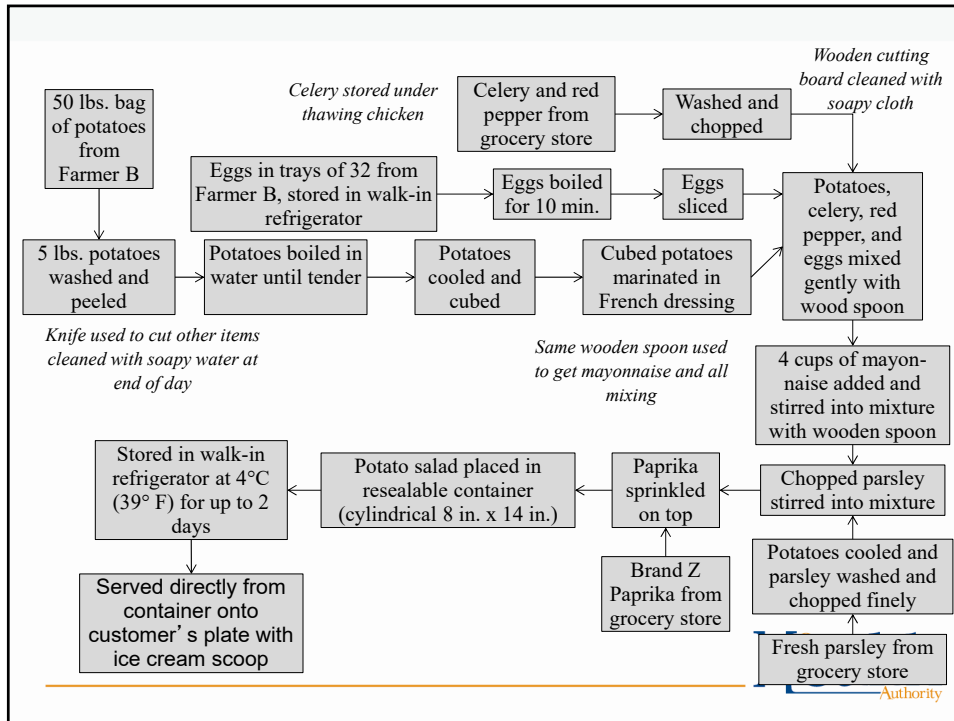 50 lbs. bag
of potatoes
from
Farmer B
Celery stored under
thawing chicken
Celery and red
pepper from
grocery store
Washed and
chopped
Wooden cutting
board cleaned with
soapy cloth
Eggs in trays of 32 from
Farmer B, stored in walk-in
refrigerator
Eggs boiled
for 10 min.
Eggs
sliced
Potatoes,
celery, red
pepper, and
eggs mixed
gently with
wood spoon
5 lbs. potatoes
washed and
peeled
Potatoes boiled in
water until tender
Potatoes
cooled and
cubed
Cubed potatoes
marinated in
French dressing
Knife used to cut other items
cleaned with soapy water at
end of day
Same wooden spoon used
to get mayonnaise and all
mixing
4 cups of mayon-
naise added and
stirred into mixture
with wooden spoon
Stored in walk-in
refrigerator at 4°C
(39° F) for up to 2
days
Potato salad placed in
resealable container
(cylindrical 8 in. x 14 in.)
Paprika
sprinkled
on top
Chopped parsley
stirred into mixture
Served directly from
container onto
customer’s plate with
ice cream scoop
Brand Z
Paprika from
grocery store
Potatoes cooled and
parsley washed and
chopped finely
Fresh parsley from
grocery store
Authority